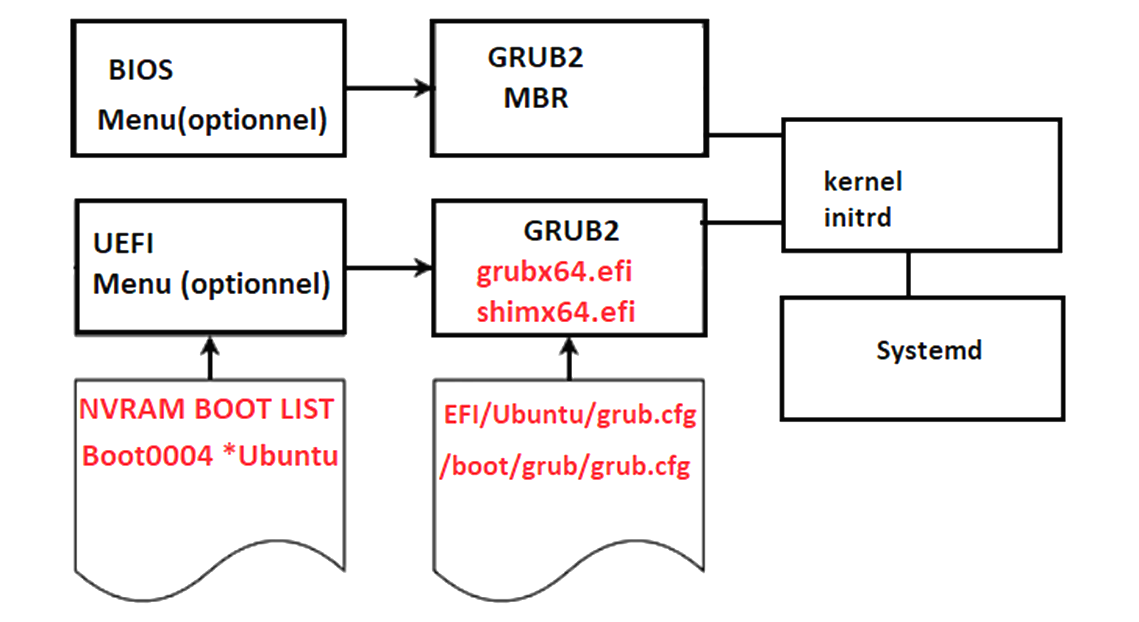 BIOS
Menu(optionnel)
GRUB2
MBR
kernel
initrd
UEFI
Menu (optionnel)
GRUB2
grubx64.efi
shimx64.efi
Systemd
NVRAM BOOT LIST
Boot0004 *Ubuntu
EFI/Ubuntu/grub.cfg
/boot/grub/grub.cfg